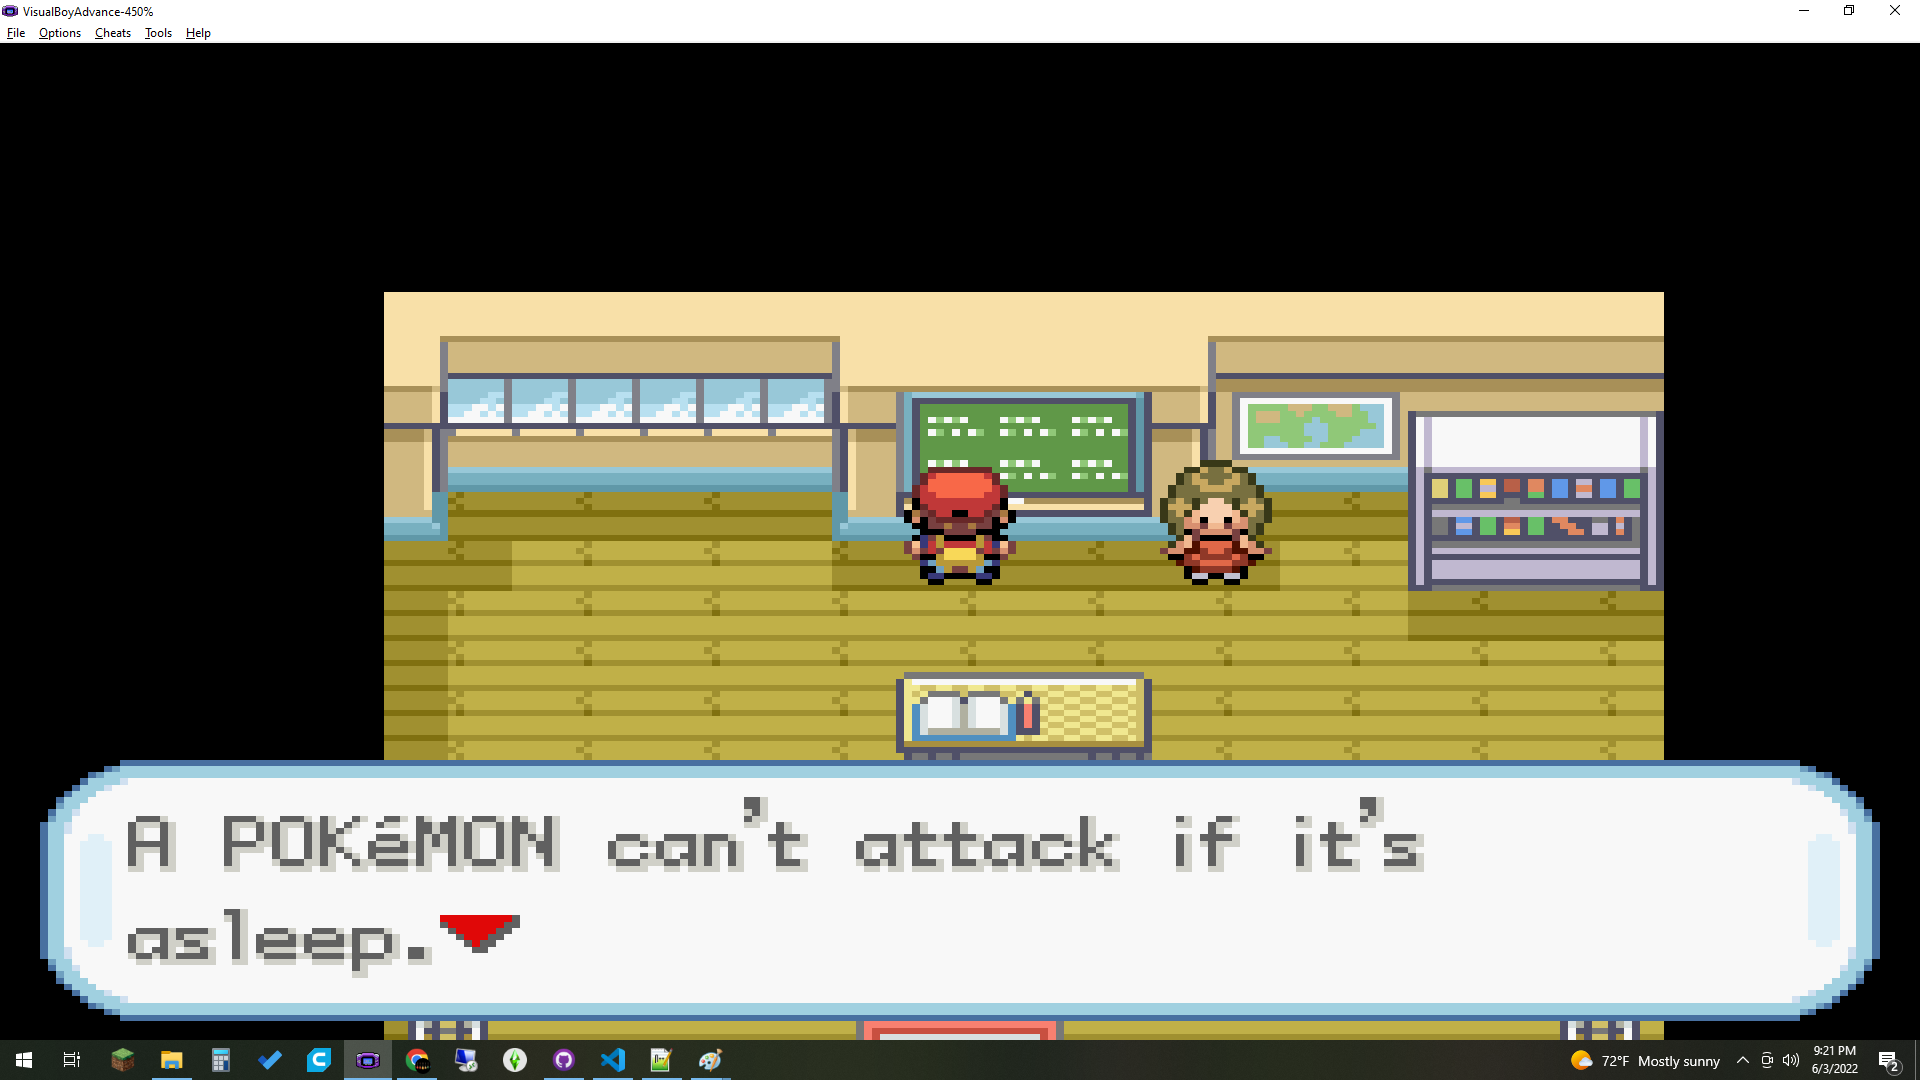 VisualBoyAdvance-450%
File Options Cheats Tools Help
A POKéMON can't attack if it's
asleep.
72°F Mostly sunny
9:21 PM
6/3/2022
2